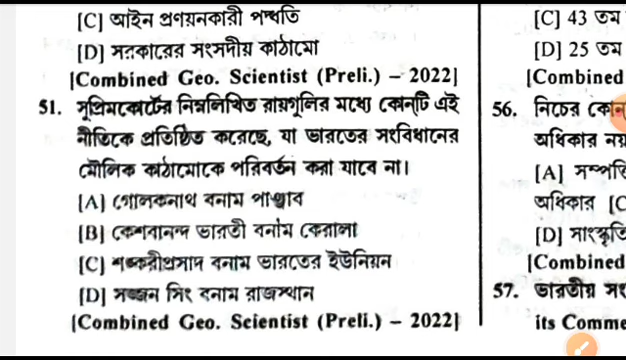 [C] আইন প্রণয়নকারী পদ্ধতি
[D] সরকারের সংসদীয় কাঠামো
[Combined Geo. Scientist (Preli.) – 2022]
51. সুপ্রিমকোর্টের নিম্নলিখিত রায়গুলির মধ্যে কোনটি এই
নীতিকে প্রতিষ্ঠিত করেছে, যা ভারতের সংবিধানের
মৌলিক কাঠামোকে পরিবর্তন করা যাবে না।
[A] গোলকনাথ বনাম পাঞ্জাব
[B] কেশবানন্দ ভারতী বনাম কেরালা
[C] শঙ্করীপ্রসাদ বনাম ভারতের ইউনিয়ন
[D] সজ্জন সিং বনাম রাজস্থান
[Combined Geo. Scientist (Preli.) – 2022]
[C] 43 তম
[D] 25 তম
[Combined
56. নিচের
অধিকার নয়
[A]
অধিকার [C
[D]
[Combined
57. ভারতীয়
its Comme